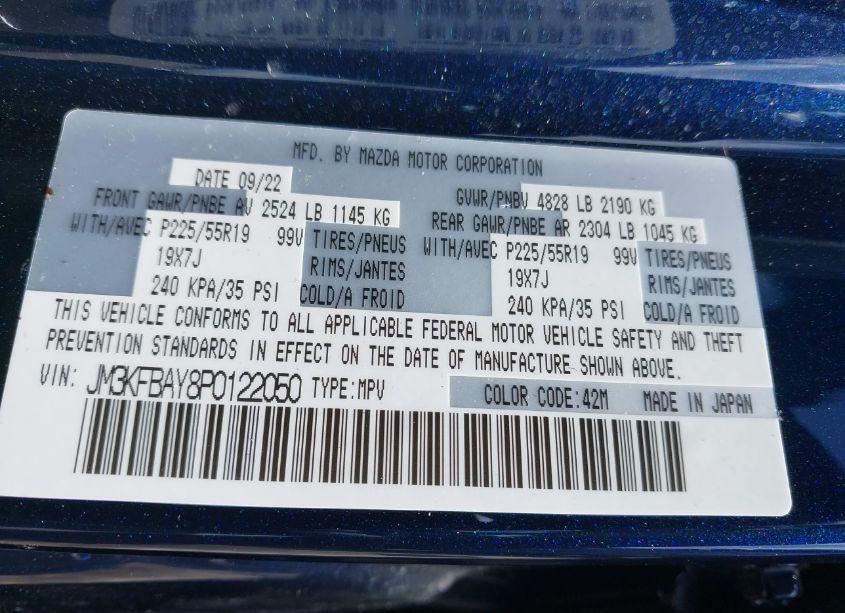 MFD. BY MAZDA MOTOR CORPORATION
DATE 09/22 GVWR/PNBV 4828 LB 2190 KG
FRONT GAWR/PNBE AV 2524 LB 1145 KG REAR GAWR/PNBE AR 2304 LB 1045 KG
WITH/AVEC P225/55R19 99V TIRES/PNEUS WITH/AVEC P225/55R19 99V TIRES/PNEUS
19X7J RIMS/JANTES 19X7J RIMS/JANTES
240 KPA/35 PSI COLD/A FROID 240 KPA/35 PSI COLD/A FROID
THIS VEHICLE CONFORMS TO ALL APPLICABLE FEDERAL MOTOR VEHICLE SAFETY AND THEFT
PREVENTION STANDARDS IN EFFECT ON THE DATE OF MANUFACTURE SHOWN ABOVE.
VIN: JM3KFBAY8P0122050 TYPE:MPV COLOR CODE:42M MADE IN JAPAN